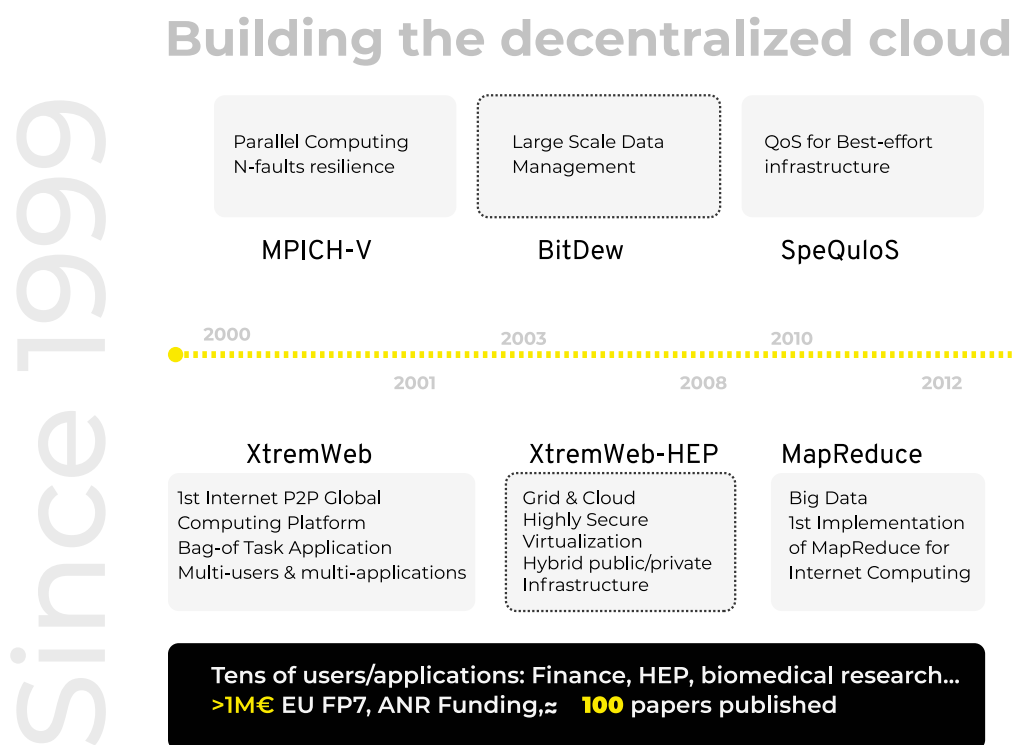 Building the decentralized cloud
Since 1999
Parallel Computing
N-faults resilience
MPICH-V
Large Scale Data
Management
BitDew
QoS for Best-effort
infrastructure
SpeQuloS
2000
2003
2010
2001
2008
2012
XtremWeb
1st Internet P2P Global
Computing Platform
Bag-of Task Application
Multi-users & multi-applications
XtremWeb-HEP
Grid & Cloud
Highly Secure
Virtualization
Hybrid public/private
Infrastructure
MapReduce
Big Data
1st Implementation
of MapReduce for
Internet Computing
Tens of users/applications: Finance, HEP, biomedical research...
>1M€ EU FP7, ANR Funding,≈ 100 papers published